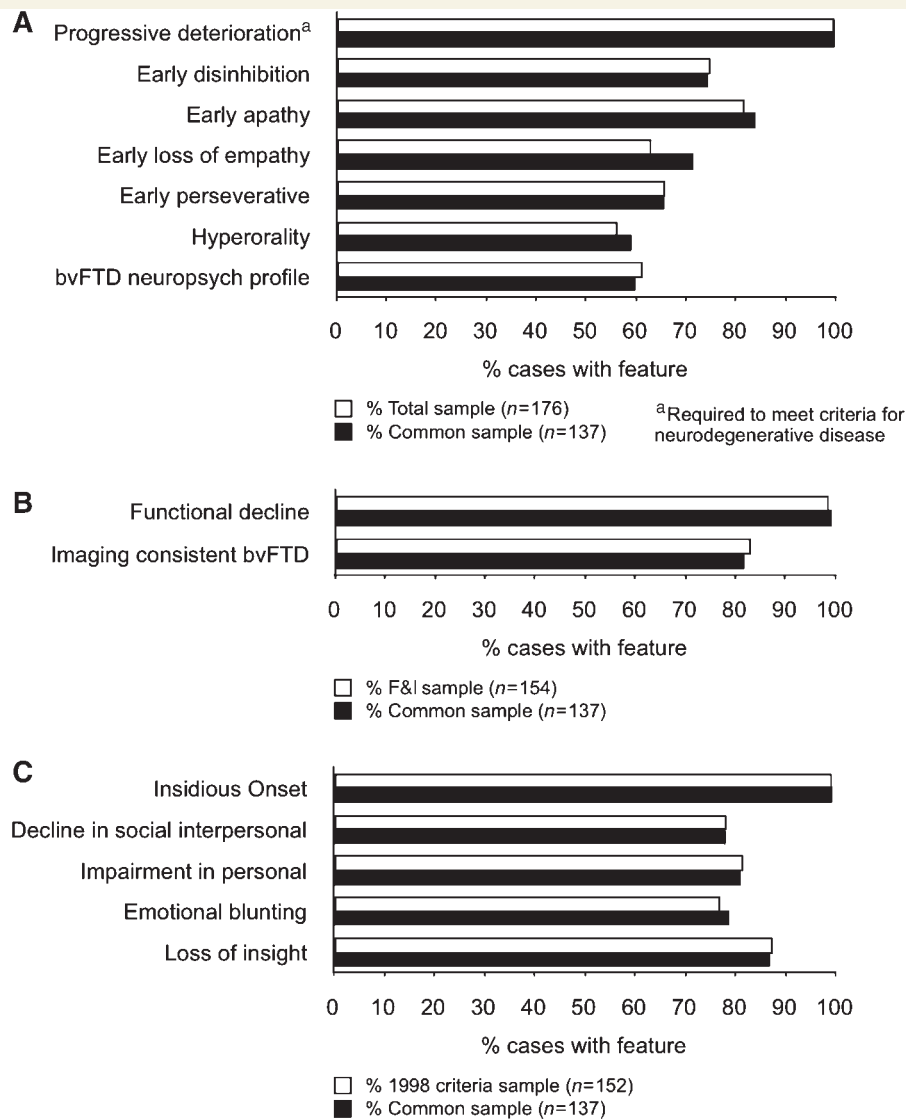 A
Progressive deterioration^a
Early disinhibition
Early apathy
Early loss of empathy
Early perseverative
Hyperorality
bvFTD neuropsych profile
0 10 20 30 40 50 60 70 80 90 100
% cases with feature
% Total sample (n=176)
% Common sample (n=137)
^aRequired to meet criteria for
neurodegenerative disease
B
Functional decline
Imaging consistent bvFTD
0 10 20 30 40 50 60 70 80 90 100
% cases with feature
% F&I sample (n=154)
% Common sample (n=137)
C
Insidious Onset
Decline in social interpersonal
Impairment in personal
Emotional blunting
Loss of insight
0 10 20 30 40 50 60 70 80 90 100
% cases with feature
% 1998 criteria sample (n=152)
% Common sample (n=137)